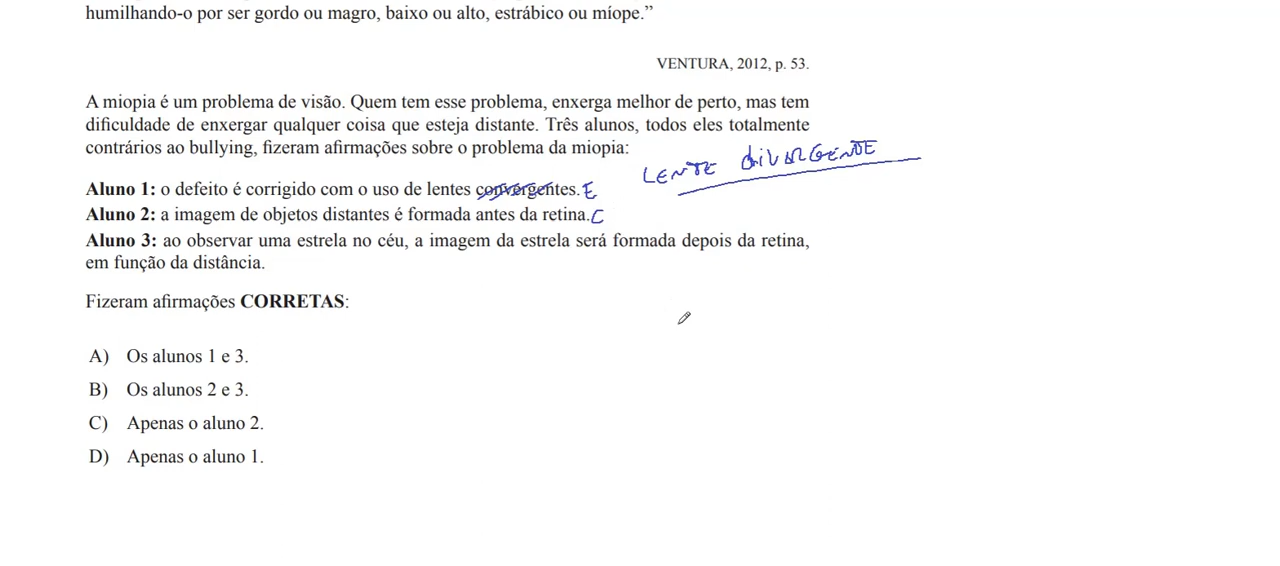 humilhando-o por ser gordo ou magro, baixo ou alto, estrábico ou míope.”
VENTURA, 2012, p. 53.
A miopia é um problema de visão. Quem tem esse problema, enxerga melhor de perto, mas tem
dificuldade de enxergar qualquer coisa que esteja distante. Três alunos, todos eles totalmente
contrários ao bullying, fizeram afirmações sobre o problema da miopia:
LENTE DIVERGENTE
Aluno 1: o defeito é corrigido com o uso de lentes convergentes. E
Aluno 2: a imagem de objetos distantes é formada antes da retina. C
Aluno 3: ao observar uma estrela no céu, a imagem da estrela será formada depois da retina,
em função da distância.
Fizeram afirmações CORRETAS:
A) Os alunos 1 e 3.
B) Os alunos 2 e 3.
C) Apenas o aluno 2.
D) Apenas o aluno 1.